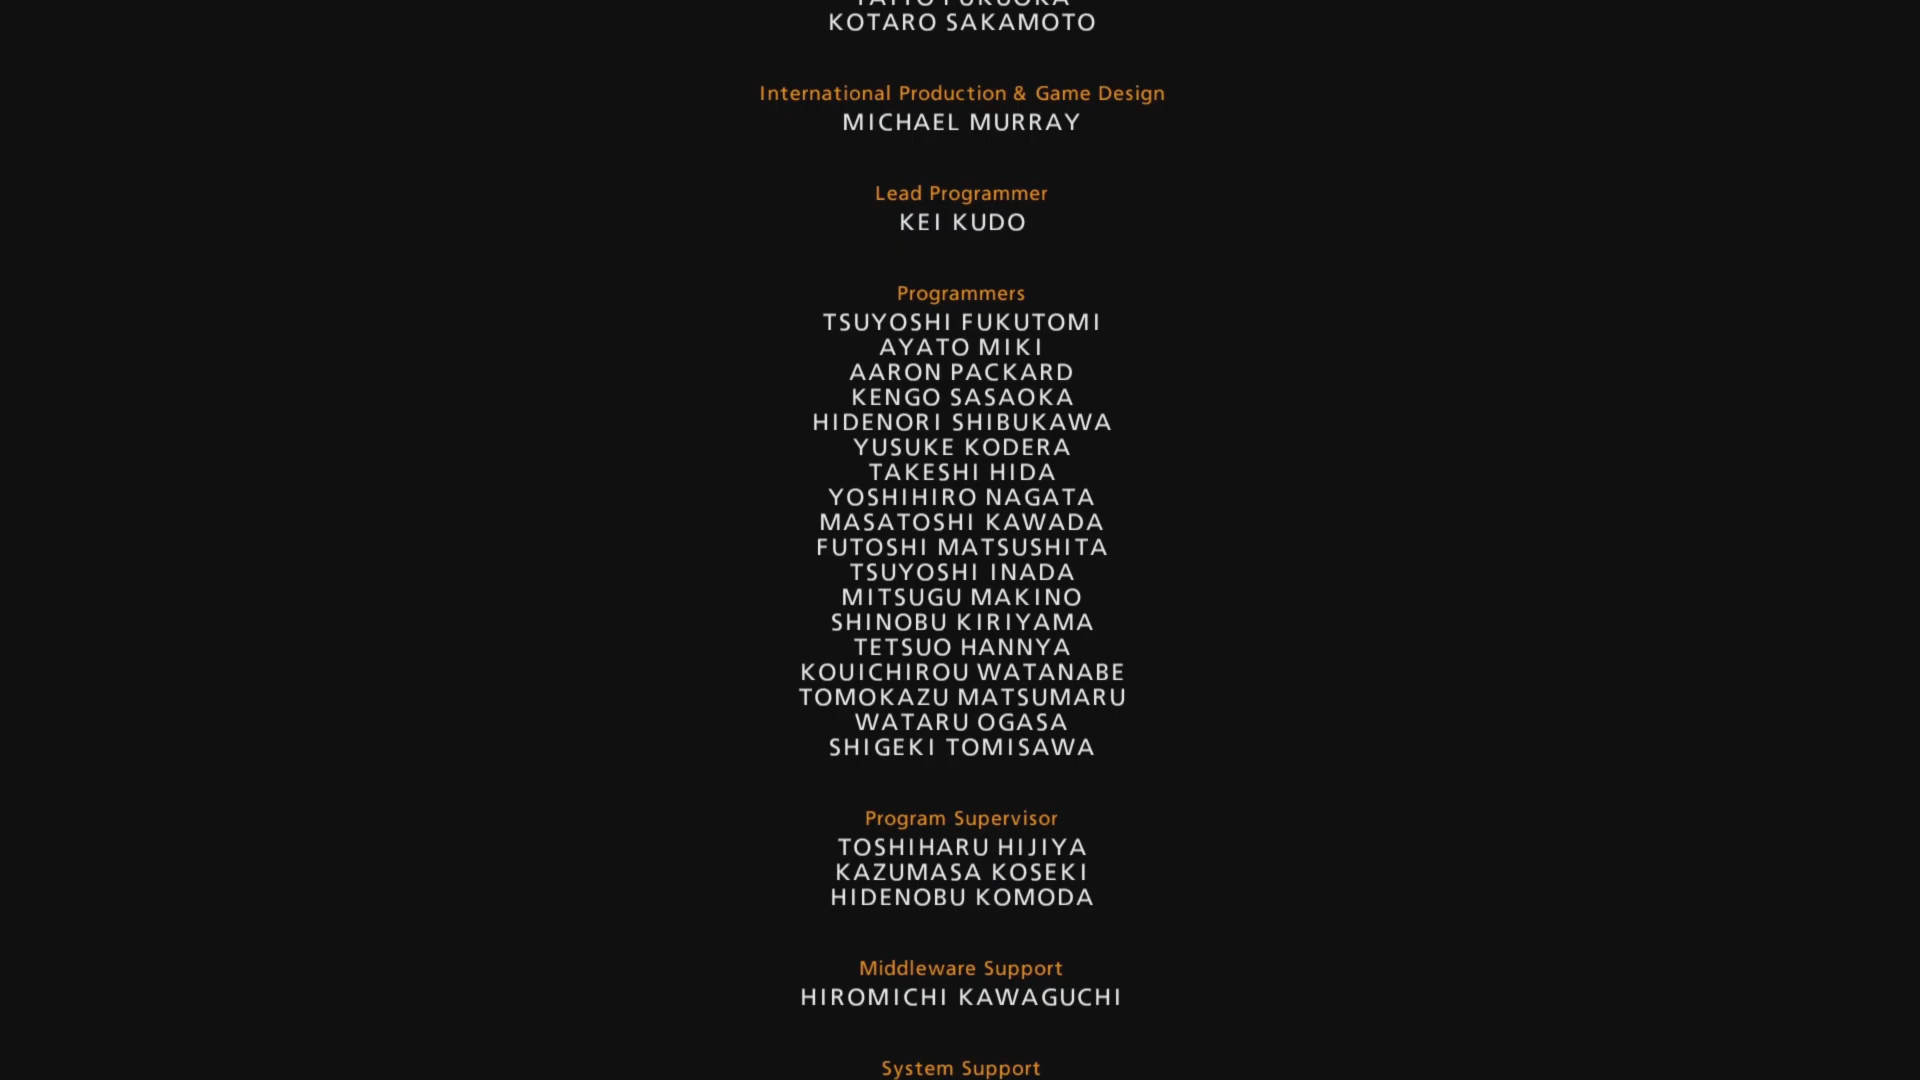 KOTARO SAKAMOTO
International Production & Game Design
MICHAEL MURRAY
Lead Programmer
KEI KUDO
Programmers
TSUYOSHI FUKUTOMI
AYATO MIKI
AARON PACKARD
KENGO SASAOKA
HIDENORI SHIBUKAWA
YUSUKE KODERA
TAKESHI HIDA
YOSHIHIRO NAGATA
MASATOSHI KAWADA
FUTOSHI MATSUSHITA
TSUYOSHI INADA
MITSUGU MAKINO
SHINOBU KIRIYAMA
TETSUO HANNYA
KOUICHIROU WATANABE
TOMOKAZU MATSUMARU
WATARU OGASA
SHIGEKI TOMISAWA
Program Supervisor
TOSHIHARU HIJIYA
KAZUMASA KOSEKI
HIDENOBU KOMODA
Middleware Support
HIROMICHI KAWAGUCHI
System Support